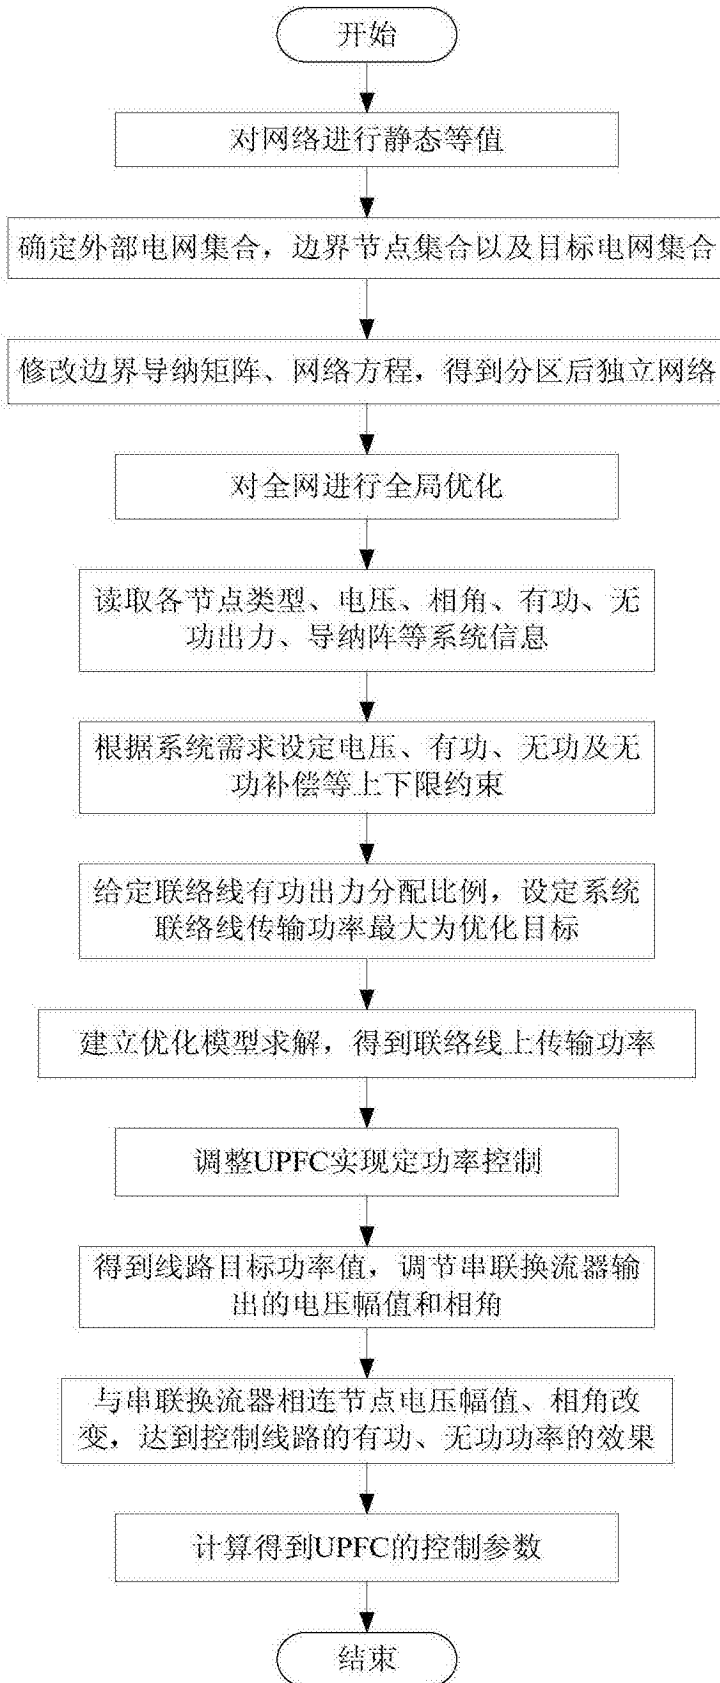 开始
对网络进行静态等值
确定外部电网集合，边界节点集合以及目标电网集合
修改边界导纳矩阵、网络方程，得到分区后独立网络
对全网进行全局优化
读取各节点类型、电压、相角、有功、无
功出力、导纳阵等系统信息
根据系统需求设定电压、有功、无功及无
功补偿等上下限约束
给定联络线有功出力分配比例，设定系统
联络线传输功率最大为优化目标
建立优化模型求解，得到联络线上传输功率
调整UPFC实现定功率控制
得到线路目标功率值，调节串联换流器输
出的电压幅值和相角
与串联换流器相连节点电压幅值、相角改
变，达到控制线路的有功、无功功率的效果
计算得到UPFC的控制参数
结束